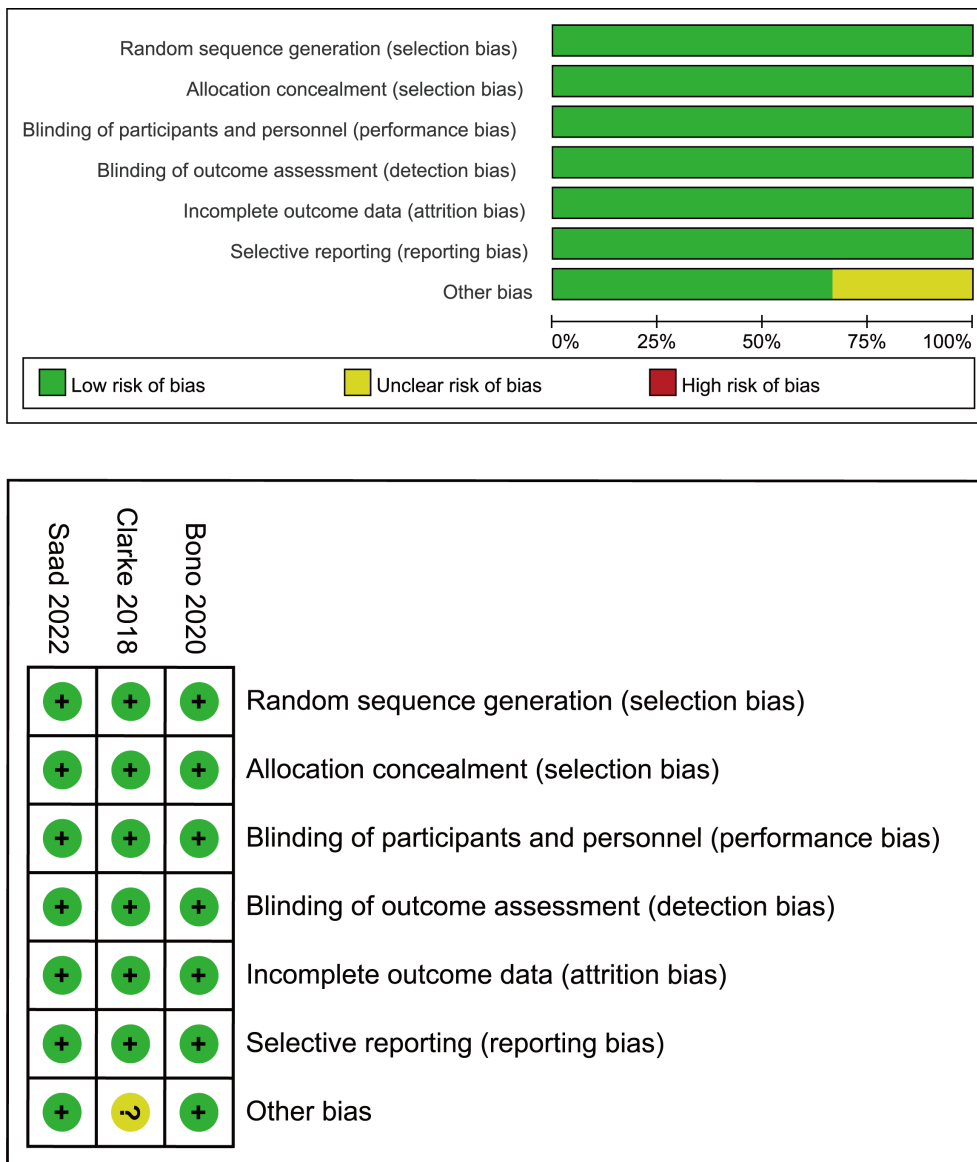 Random sequence generation (selection bias)
Allocation concealment (selection bias)
Blinding of participants and personnel (performance bias)
Blinding of outcome assessment (detection bias)
Incomplete outcome data (attrition bias)
Selective reporting (reporting bias)
Other bias
0% 25% 50% 75% 100%
Low risk of bias Unclear risk of bias High risk of bias
Saad 2022
Clarke 2018
Bono 2020
+ + + Random sequence generation (selection bias)
+ + + Allocation concealment (selection bias)
+ + + Blinding of participants and personnel (performance bias)
+ + + Blinding of outcome assessment (detection bias)
+ + + Incomplete outcome data (attrition bias)
+ + + Selective reporting (reporting bias)
+ ? + Other bias